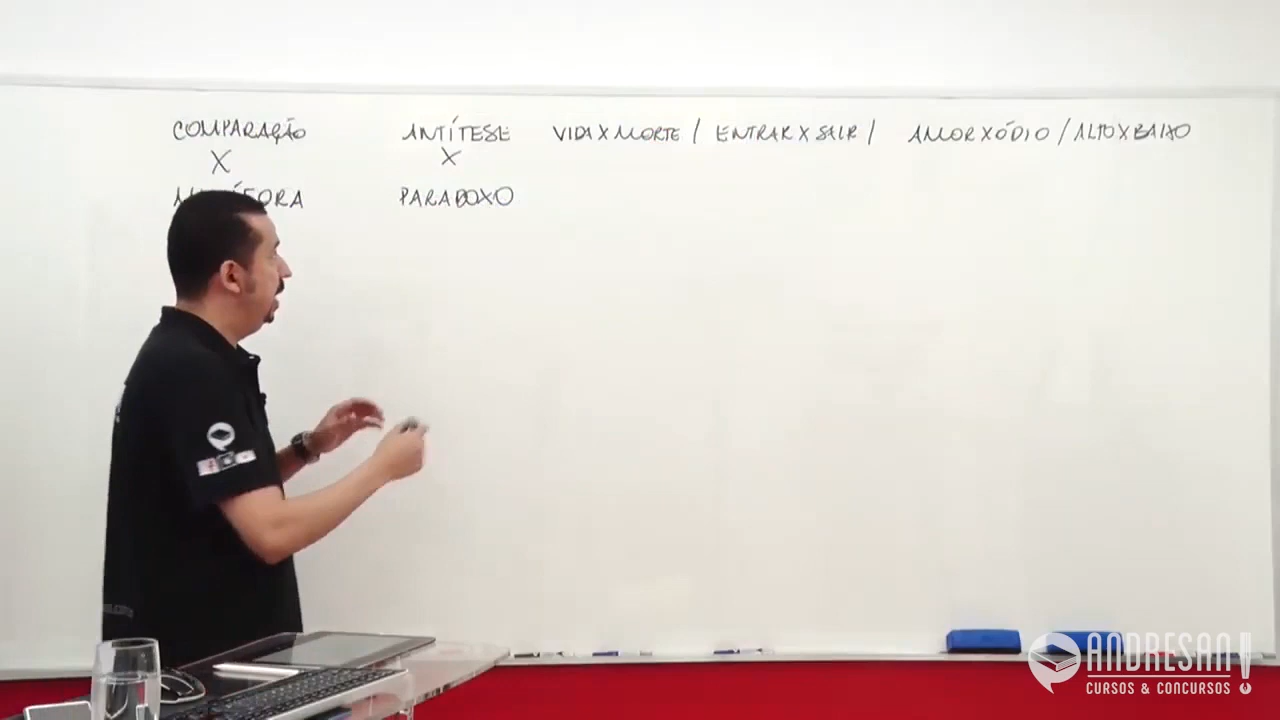 COMPARAÇÃO
X
ANTÍTESE
X
PARADOXO
VIDA X MORTE / ENTRAR X SAIR / AMOR X ÓDIO / ALTO X BAIXO
ANDRESAN
CURSOS & CONCURSOS